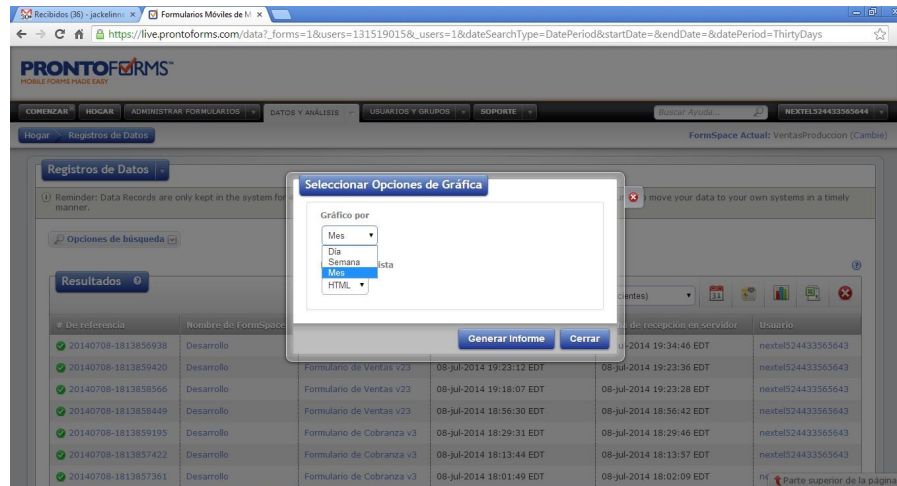 Recibidos (36) - jackelinn
Formularios Móviles de M
https://live.prontoforms.com/data?_forms=1&users=131519015&_users=1&dateSearchType=DatePeriod&startDate=&endDate=&datePeriod=ThirtyDays
PRONTOFORMS™
MOBILE FORMS MADE EASY
COMENZAR HOGAR ADMINISTRAR FORMULARIOS DATOS Y ANÁLISIS USUARIOS Y GRUPOS SOPORTE Buscar Ayuda... NEXTEL524433565644
Hogar Registros de Datos FormSpace Actual: VentasProduccion (Cambie)
Registros de Datos
Reminder: Data Records are only kept in the system for move your data to your own systems in a timely
manner.
Opciones de búsqueda
Seleccionar Opciones de Gráfica
Gráfico por
Mes
Día
Semana
Mes
ista
HTML
Generar Informe Cerrar
Resultados
cientes)
# De referencia Nombre de FormSpace de recepción en servidor Usuario
20140708-1813856938 Desarrollo jul-2014 19:34:46 EDT nextel524433565643
20140708-1813859420 Desarrollo Formulario de Ventas v23 08-jul-2014 19:23:12 EDT 08-jul-2014 19:23:36 EDT nextel524433565643
20140708-1813858566 Desarrollo Formulario de Ventas v23 08-jul-2014 19:18:07 EDT 08-jul-2014 19:23:28 EDT nextel524433565643
20140708-1813858449 Desarrollo Formulario de Ventas v23 08-jul-2014 18:56:30 EDT 08-jul-2014 18:56:42 EDT nextel524433565643
20140708-1813859195 Desarrollo Formulario de Cobranza v3 08-jul-2014 18:29:31 EDT 08-jul-2014 18:29:46 EDT nextel524433565643
20140708-1813857422 Desarrollo Formulario de Cobranza v3 08-jul-2014 18:13:44 EDT 08-jul-2014 18:13:57 EDT nextel524433565643
20140708-1813857361 Desarrollo Formulario de Cobranza v3 08-jul-2014 18:01:49 EDT 08-jul-2014 18:02:09 EDT
Parte superior de la página